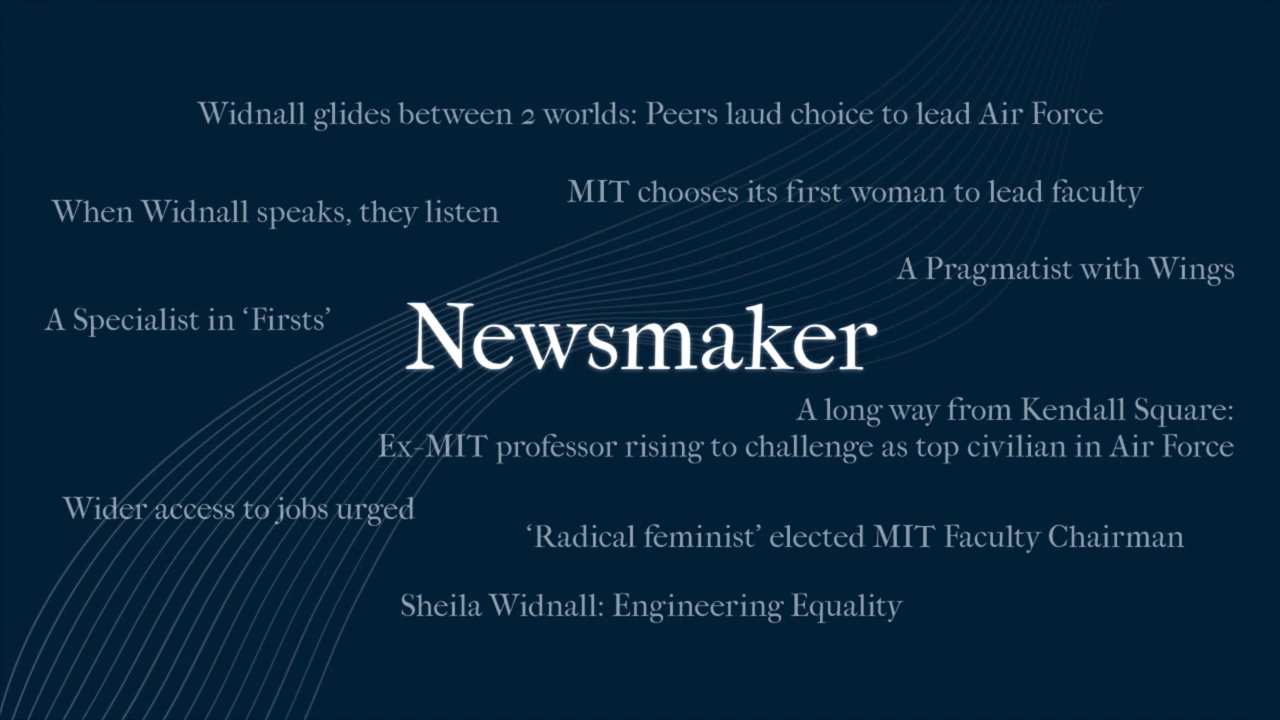 Widnall glides between 2 worlds: Peers laud choice to lead Air Force
MIT chooses its first woman to lead faculty
When Widnall speaks, they listen
A Pragmatist with Wings
A Specialist in ‘Firsts’
Newsmaker
A long way from Kendall Square:
Ex-MIT professor rising to challenge as top civilian in Air Force
Wider access to jobs urged
‘Radical feminist’ elected MIT Faculty Chairman
Sheila Widnall: Engineering Equality